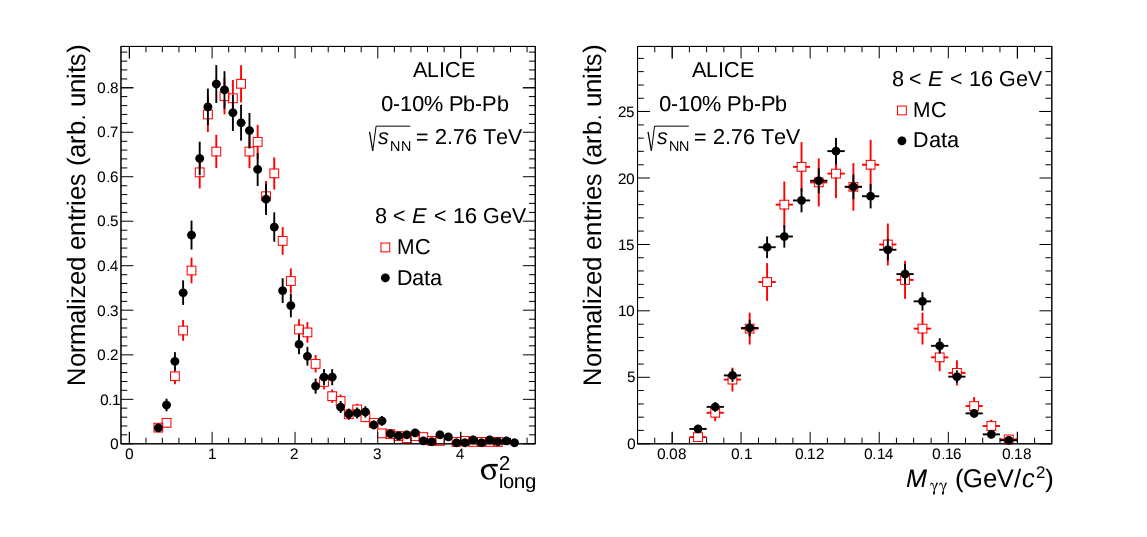 Normalized entries (arb. units)
ALICE
0-10% Pb-Pb
√s_NN = 2.76 TeV
8 < E < 16 GeV
MC
Data
0.8
0.7
0.6
0.5
0.4
0.3
0.2
0.1
0
0 1 2 3 4
σ²_long
Normalized entries (arb. units)
ALICE
0-10% Pb-Pb
√s_NN = 2.76 TeV
8 < E < 16 GeV
MC
Data
25
20
15
10
5
0
0.08 0.1 0.12 0.14 0.16 0.18
M_γγ (GeV/c²)